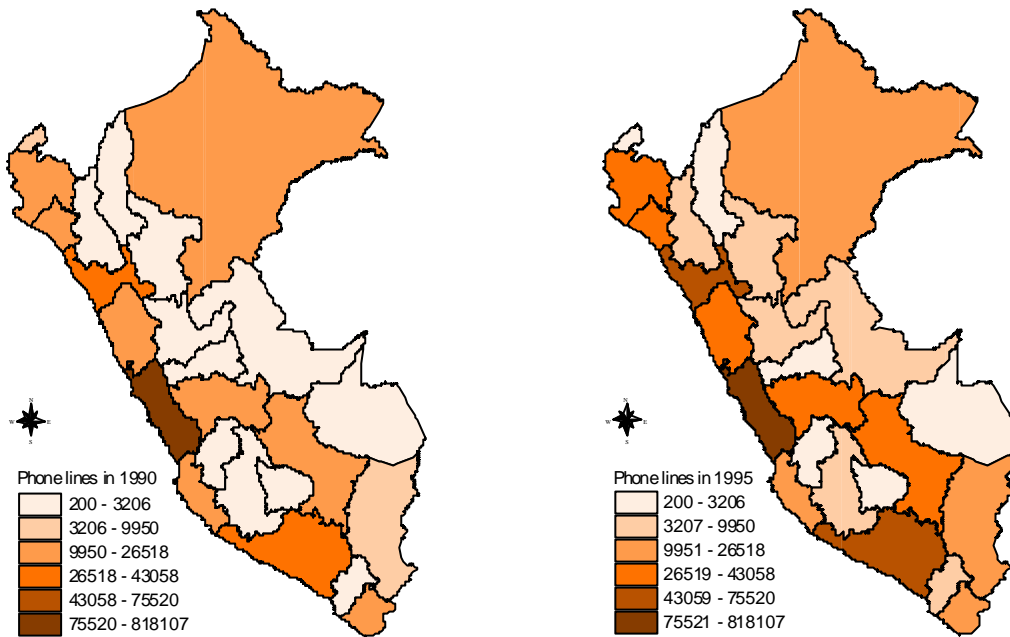 N
W E
S
Phone lines in 1990
200 - 3206
3206 - 9950
9950 - 26518
26518 - 43058
43058 - 75520
75520 - 818107
N
W E
S
Phone lines in 1995
200 - 3206
3207 - 9950
9951 - 26518
26519 - 43058
43059 - 75520
75521 - 818107